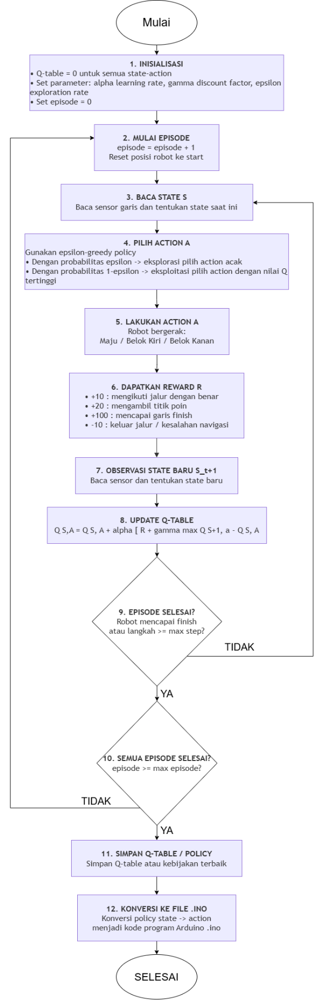 Mulai
1. INISIALISASI
• Q-table = 0 untuk semua state-action
• Set parameter: alpha learning rate, gamma discount factor, epsilon
exploration rate
• Set episode = 0
2. MULAI EPISODE
episode = episode + 1
Reset posisi robot ke start
3. BACA STATE S
Baca sensor garis dan tentukan state saat ini
4. PILIH ACTION A
Gunakan epsilon-greedy policy
• Dengan probabilitas epsilon -> eksplorasi pilih action acak
• Dengan probabilitas 1-epsilon -> eksploitasi pilih action dengan nilai Q
tertinggi
5. LAKUKAN ACTION A
Robot bergerak:
Maju / Belok Kiri / Belok Kanan
6. DAPATKAN REWARD R
• +10 : mengikuti jalur dengan benar
• +20 : mengambil titik poin
• +100 : mencapai garis finish
• -10 : keluar jalur / kesalahan navigasi
7. OBSERVASI STATE BARU S_t+1
Baca sensor dan tentukan state baru
8. UPDATE Q-TABLE
Q S,A = Q S, A + alpha [ R + gamma max Q S+1, a - Q S, A
9. EPISODE SELESAI?
Robot mencapai finish
atau langkah >= max step?
TIDAK
YA
10. SEMUA EPISODE SELESAI?
episode >= max episode?
TIDAK
YA
11. SIMPAN Q-TABLE / POLICY
Simpan Q-table atau kebijakan terbaik
12. KONVERSI KE FILE .INO
Konversi policy state -> action
menjadi kode program Arduino .ino
SELESAI